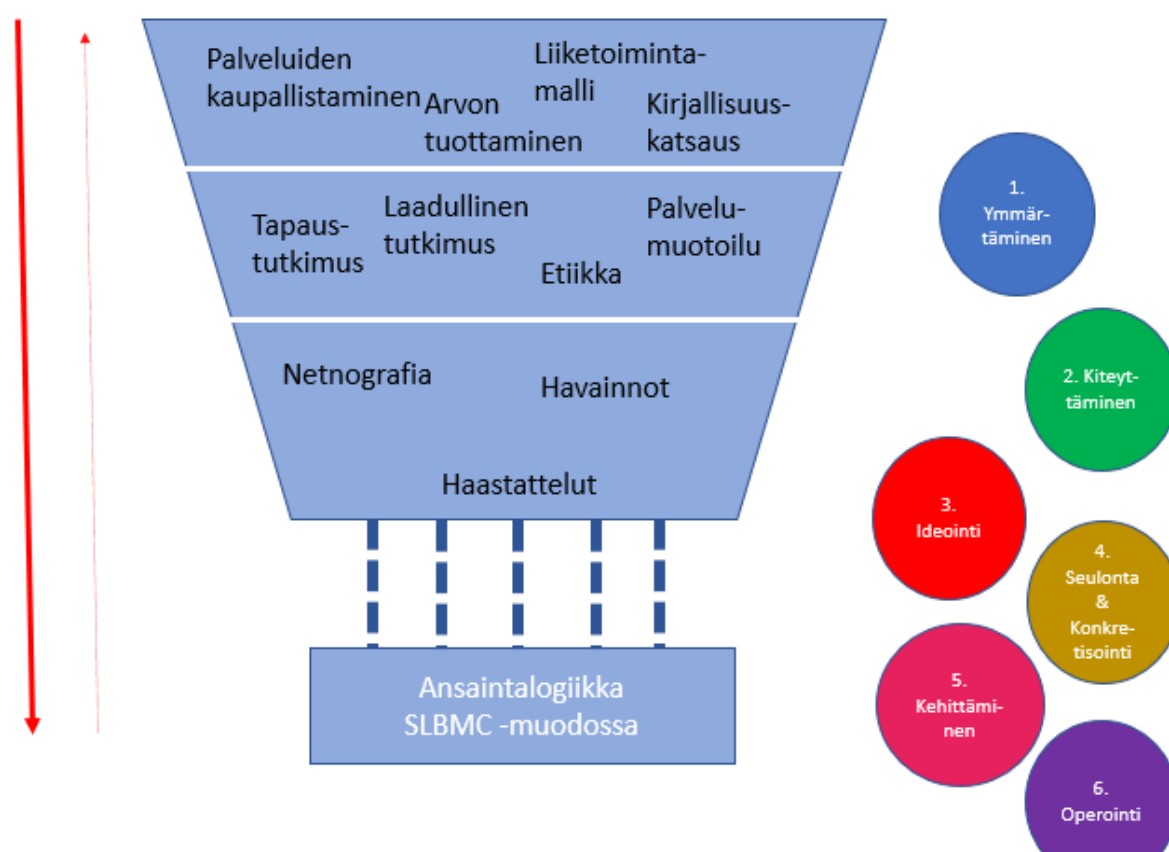 Palveluiden
kaupallistaminen
Arvon
tuottaminen
Liiketoiminta-
malli
Kirjallisuus-
katsaus
Tapaus-
tutkimus
Laadullinen
tutkimus
Etiikka
Palvelu-
muotoilu
Netnografia
Havainnot
Haastattelut
Ansaintalogiikka
SLBMC -muodossa
1.
Ymmär-
täminen
2. Kiteyt-
täminen
3.
Ideointi
4.
Seulonta
&
Konkre-
tisointi
5.
Kehittämi-
nen
6.
Operointi